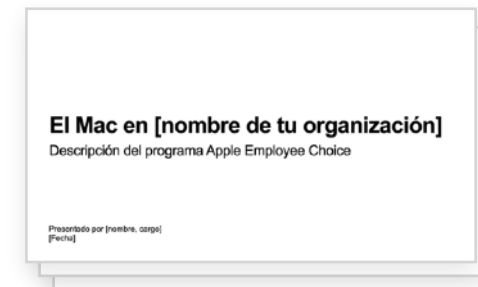 El Mac en [nombre de tu organización]
Descripción del programa Apple Employee Choice
Presentado por [nombre, cargo]
[Fecha]